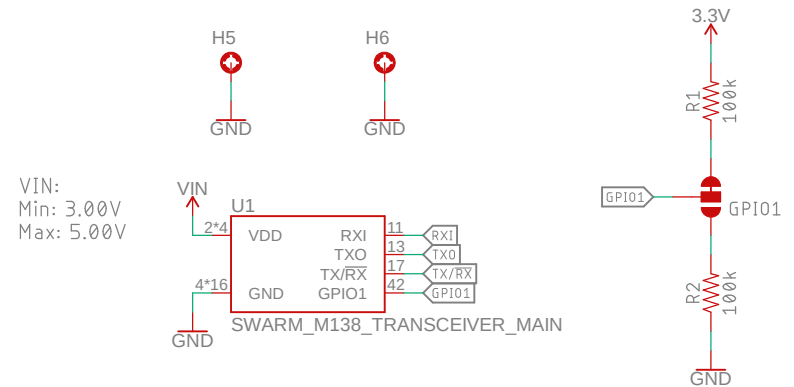 H5
H6
3.3V
GND
GND
R1
100k
VIN:
Min: 3.00V
Max: 5.00V
VIN
U1
GPIO1
GPIO1
2*4
VDD
RXI
11
RXI
TXO
13
TXO
TX/RX
17
TX/RX
4*16
GND
GPIO1
42
GPIO1
SWARM_M138_TRANSCEIVER_MAIN
GND
R2
100k
GND